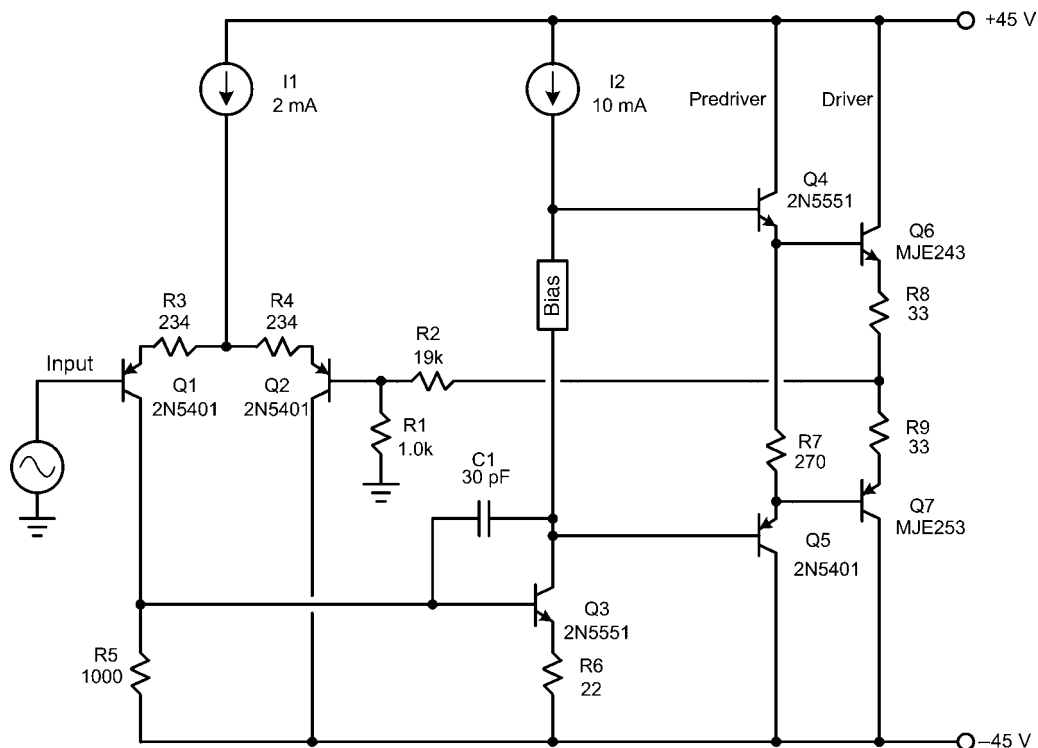 +45 V
I1
2 mA
I2
10 mA
Predriver
Driver
Q4
2N5551
Q6
MJE243
Bias
R3
234
R4
234
R8
33
R2
19k
Input
Q1
2N5401
Q2
2N5401
R1
1.0k
R9
33
R7
270
C1
30 pF
Q7
MJE253
Q5
2N5401
Q3
2N5551
R5
1000
R6
22
–45 V